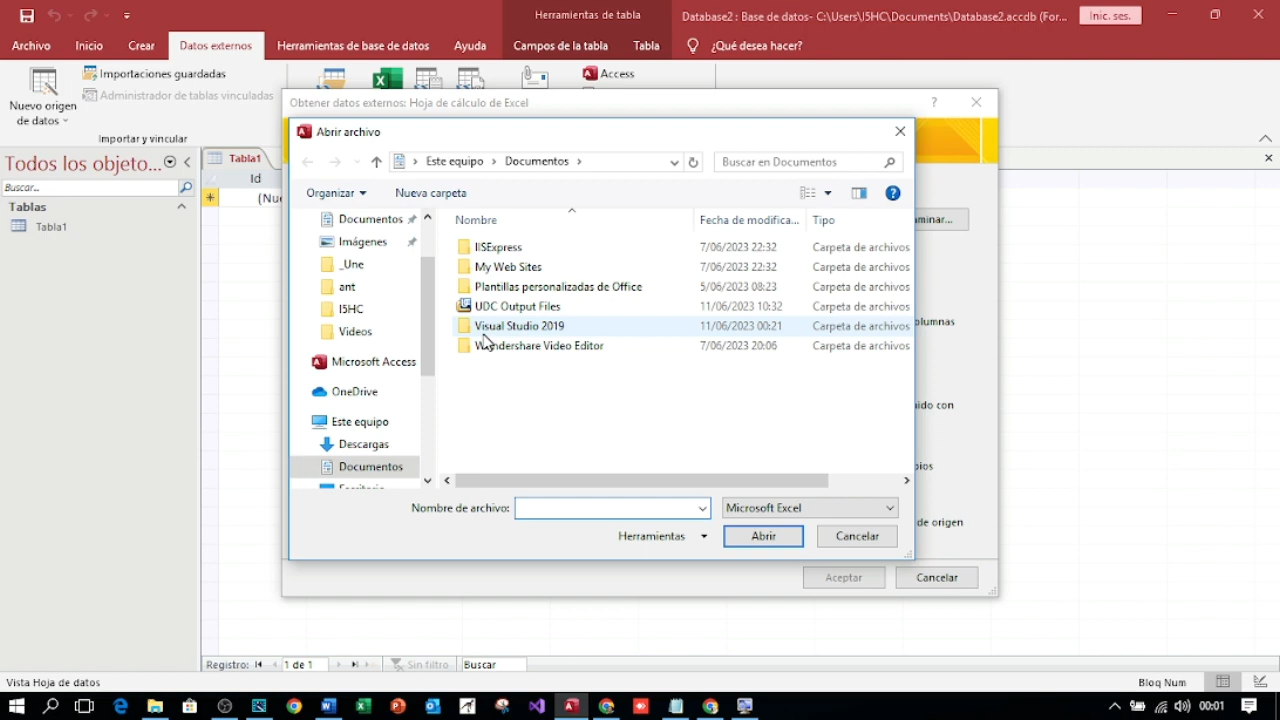 Herramientas de tabla
Database2 : Base de datos- C:\Users\I5HC\Documents\Database2.accdb (For...
Inic. ses.
Archivo
Inicio
Crear
Datos externos
Herramientas de base de datos
Ayuda
Campos de la tabla
Tabla
¿Qué desea hacer?
Nuevo origen
de datos
Importaciones guardadas
Administrador de tablas vinculadas
Access
Importar y vincular
Obtener datos externos: Hoja de cálculo de Excel
Abrir archivo
Todos los objeto...
Buscar...
Tablas
Tabla1
Tabla1
Id
(Nue
Este equipo
Documentos
Buscar en Documentos
Organizar
Nueva carpeta
Documentos
Imágenes
_Une
ant
I5HC
Videos
Microsoft Access
OneDrive
Este equipo
Descargas
Documentos
Escritorio
Nombre
Fecha de modifica...
Tipo
IISExpress
7/06/2023 22:32
Carpeta de archivos
My Web Sites
7/06/2023 22:32
Carpeta de archivos
Plantillas personalizadas de Office
5/06/2023 08:23
Carpeta de archivos
UDC Output Files
11/06/2023 10:32
Carpeta de archivos
Visual Studio 2019
11/06/2023 00:21
Carpeta de archivos
Wondershare Video Editor
7/06/2023 20:06
Carpeta de archivos
Nombre de archivo:
Microsoft Excel
Herramientas
Abrir
Cancelar
minar...
olumnas
ido con
pios
de origen
Aceptar
Cancelar
Registro:
1 de 1
Sin filtro
Buscar
Vista Hoja de datos
Bloq Num
00:01